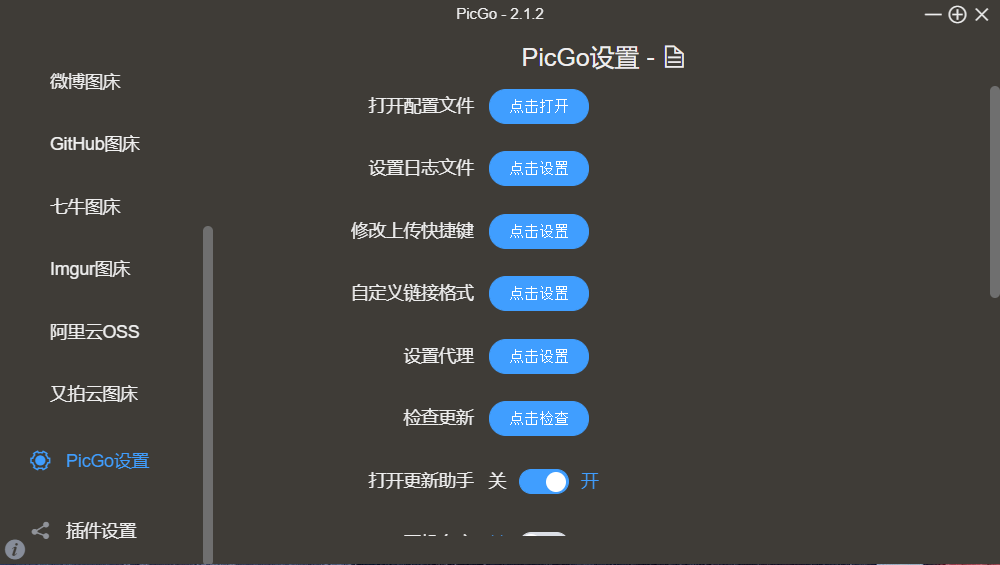 PicGo - 2.1.2
微博图床
GitHub图床
七牛图床
Imgur图床
阿里云OSS
又拍云图床
PicGo设置
插件设置
PicGo设置 -
打开配置文件 点击打开
设置日志文件 点击设置
修改上传快捷键 点击设置
自定义链接格式 点击设置
设置代理 点击设置
检查更新 点击检查
打开更新助手 关 开